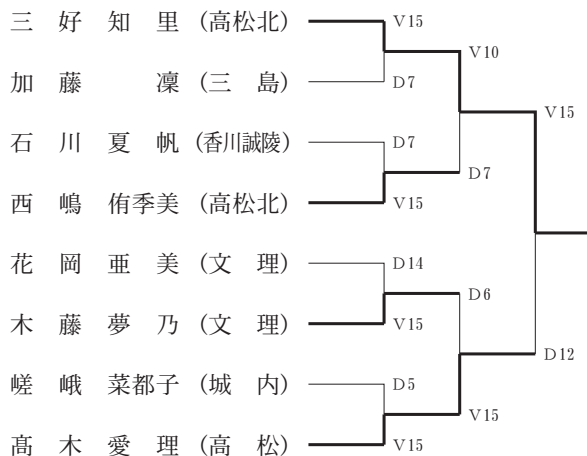 三好知里（高松北）
V15
V10
加藤凜（三島）
D7
V15
石川夏帆（香川誠陵）
D7
D7
西嶋侑季美（高松北）
V15
花岡亜美（文理）
D14
D6
木藤夢乃（文理）
V15
D12
嵯峨菜都子（城内）
D5
V15
髙木愛理（高松）
V15